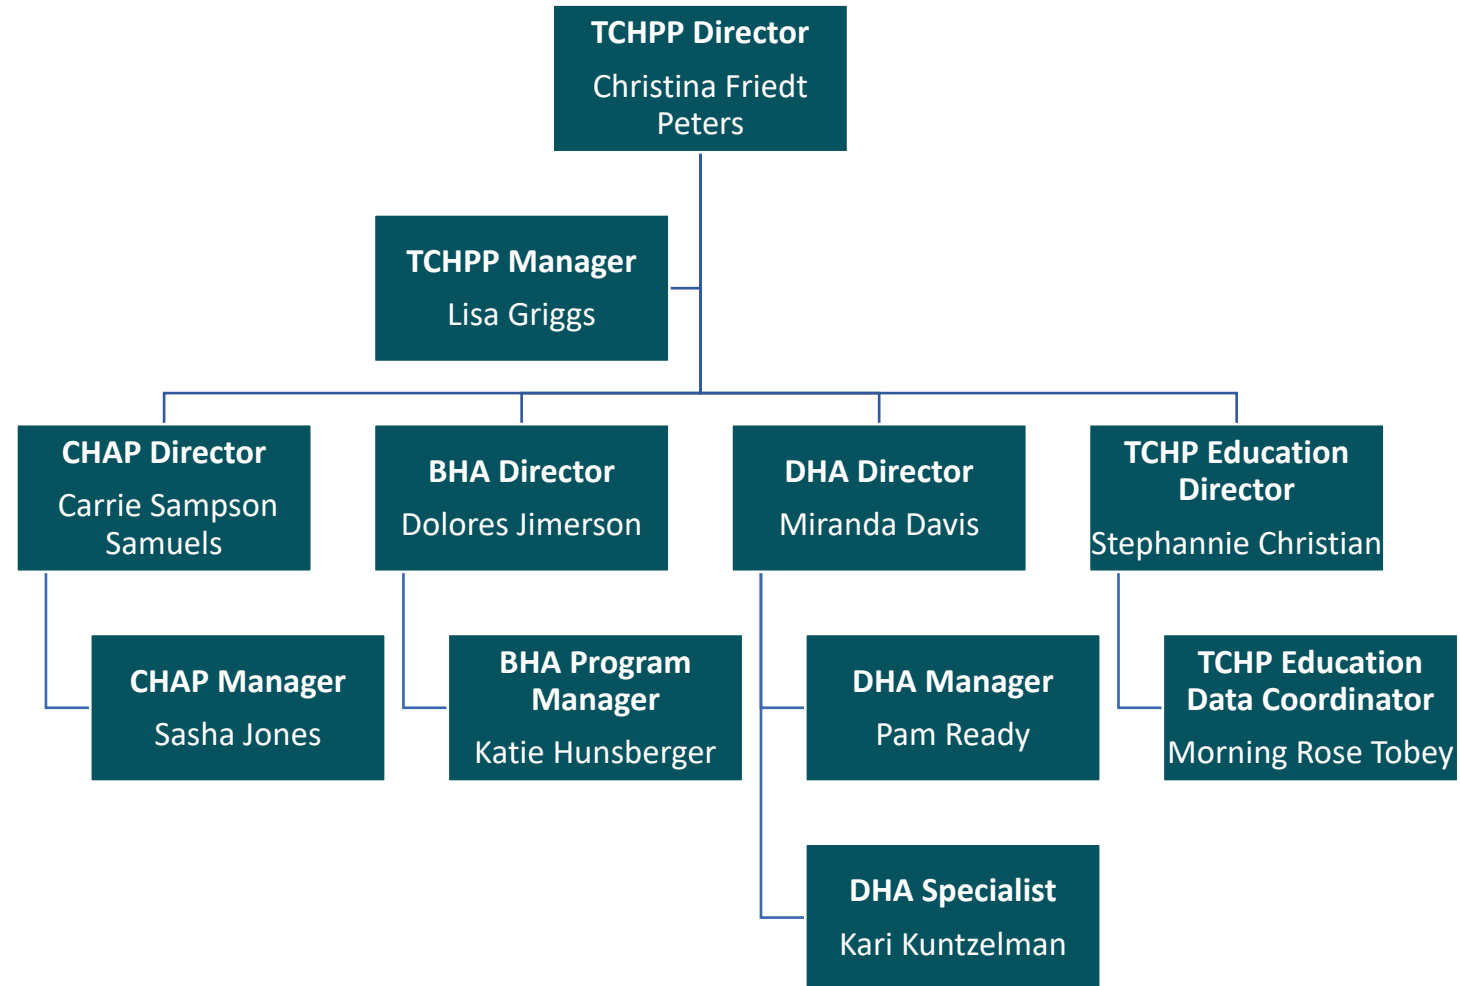 TCHPP Director
Christina Friedt
Peters
TCHPP Manager
Lisa Griggs
CHAP Director
Carrie Sampson
Samuels
BHA Director
Dolores Jimerson
DHA Director
Miranda Davis
TCHP Education
Director
Stephannie Christian
CHAP Manager
Sasha Jones
BHA Program
Manager
Katie Hunsberger
DHA Manager
Pam Ready
TCHP Education
Data Coordinator
Morning Rose Tobey
DHA Specialist
Kari Kuntzelman